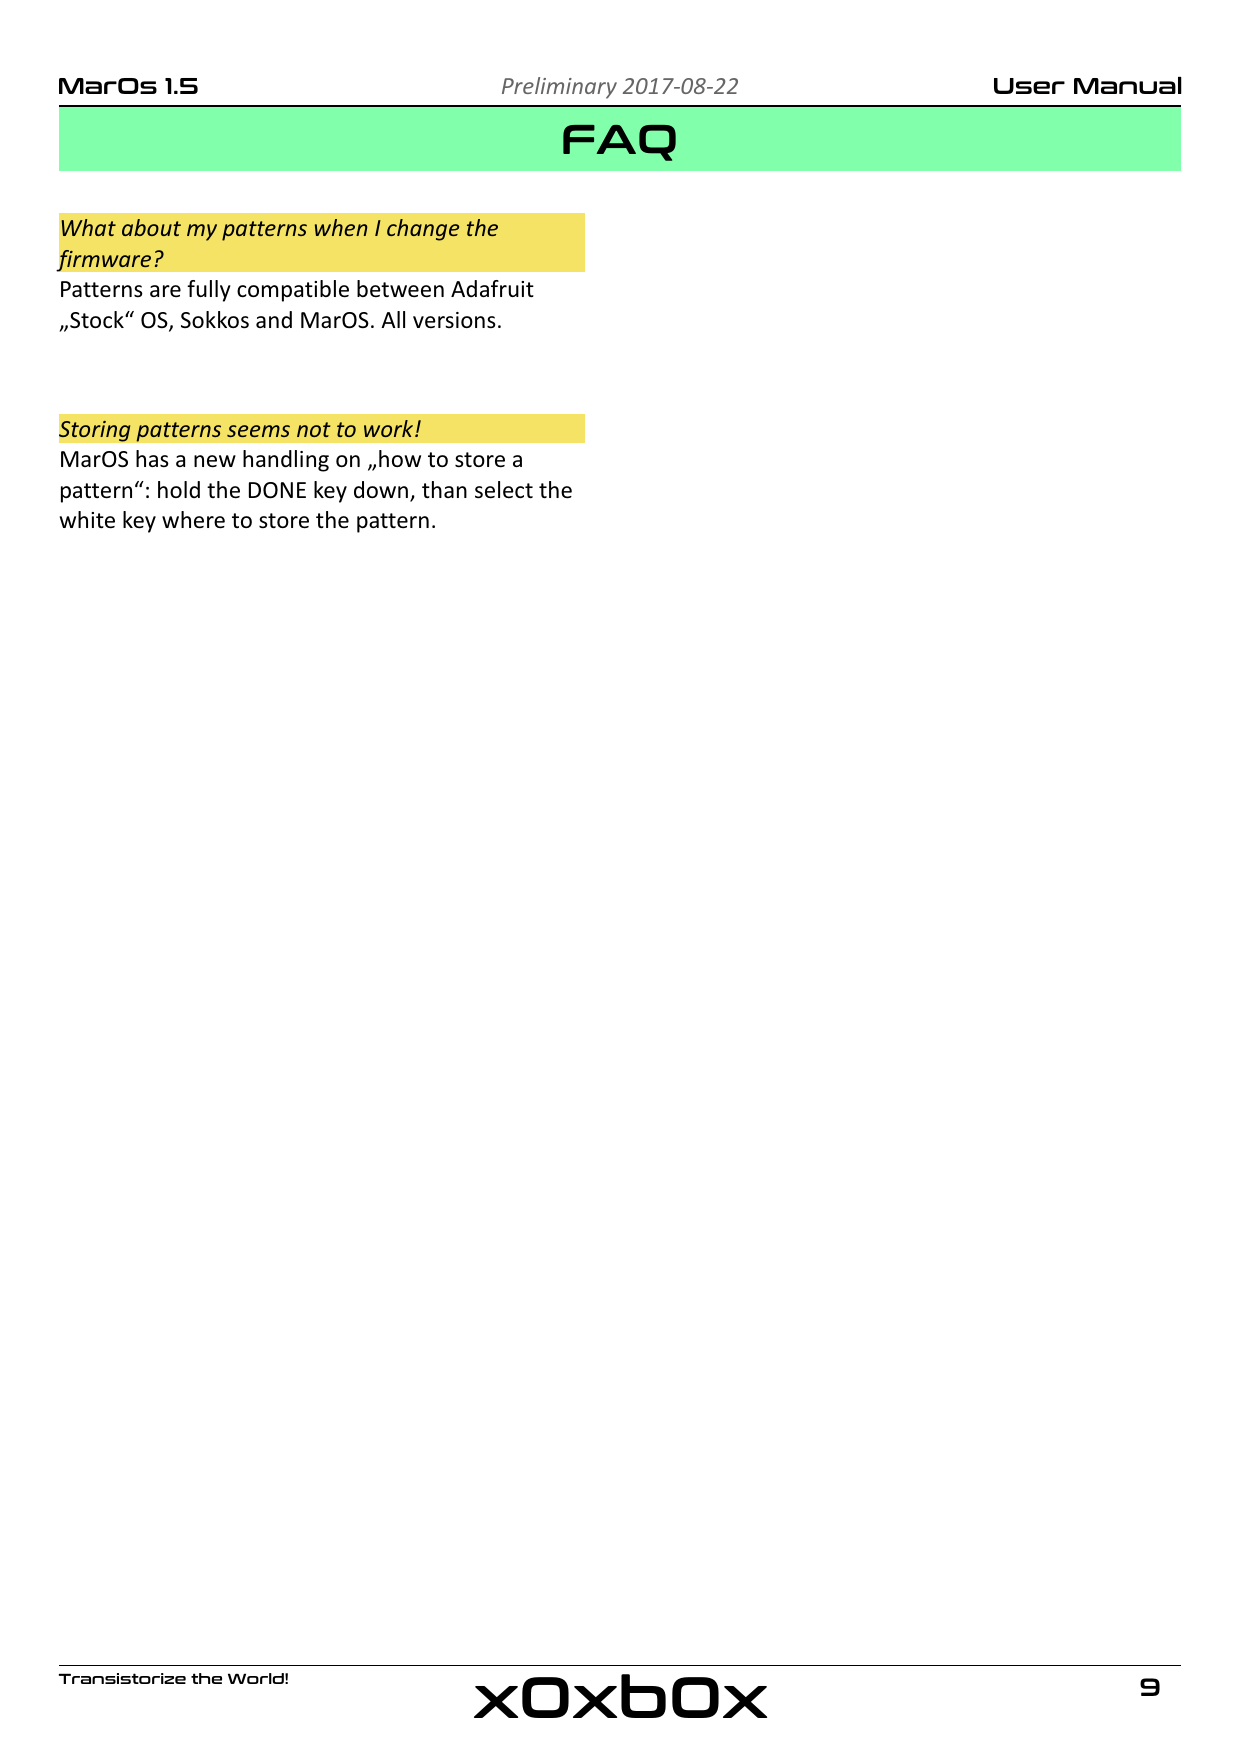 MarOs 1.5 Preliminary 2017-08-22 User Manual
FAQ
What about my patterns when I change the
firmware?
Patterns are fully compatible between Adafruit
„Stock“ OS, Sokkos and MarOS. All versions.
Storing patterns seems not to work!
MarOS has a new handling on „how to store a
pattern“: hold the DONE key down, than select the
white key where to store the pattern.
Transistorize the World! x0xb0x 9